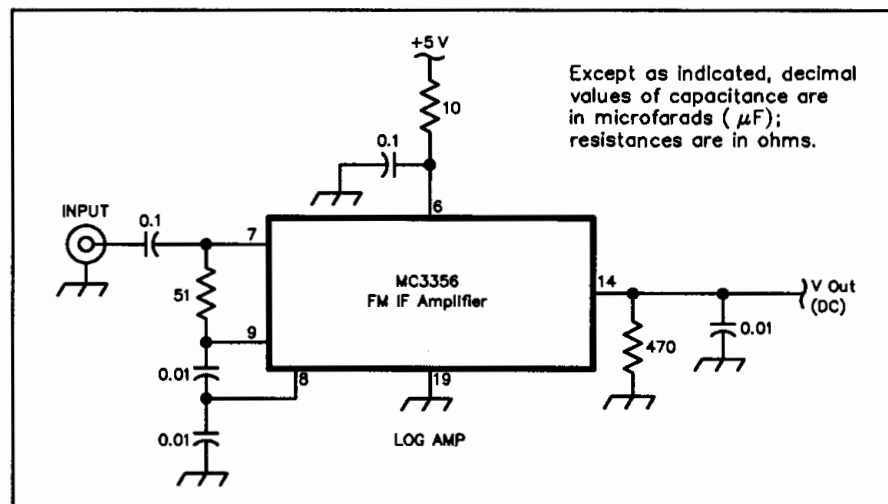 +5 V
10
Except as indicated, decimal
values of capacitance are
in microfarads ( µF);
resistances are in ohms.
0.1
6
INPUT
0.1
7
14
MC3356
FM IF Amplifier
V Out
(DC)
51
9
0.01
470
0.01
8
19
0.01
LOG AMP